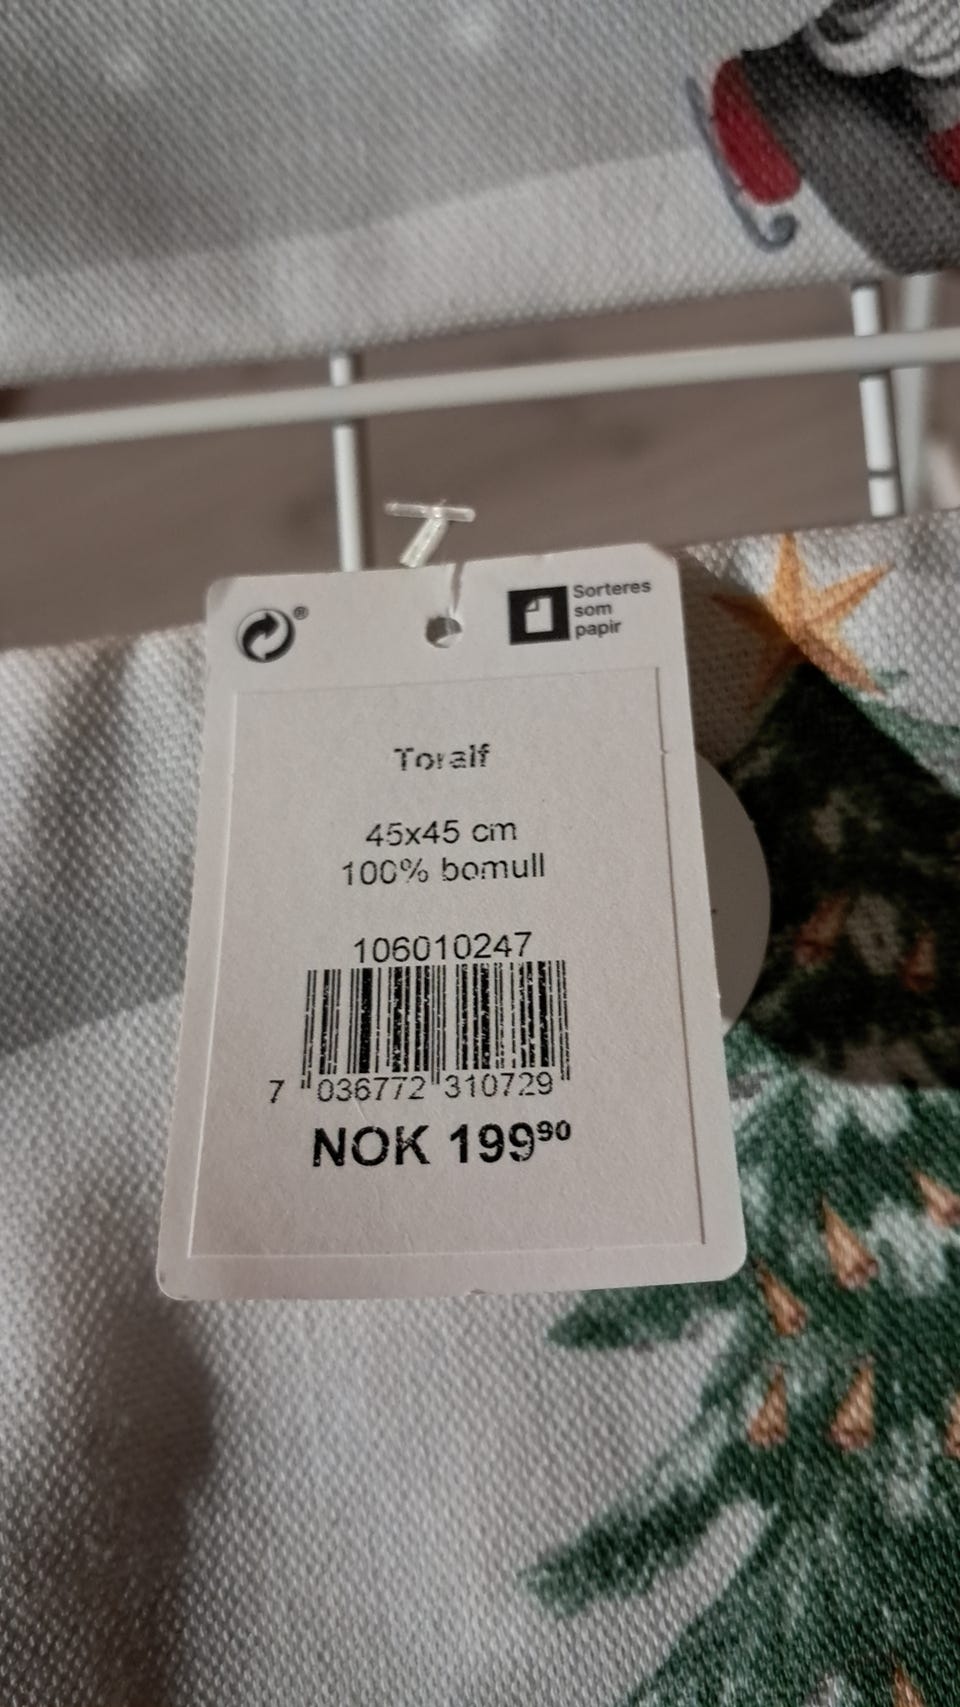 ®
Sorteres
som
papir
Toralf
45x45 cm
100% bomull
106010247
7 036772 310729
NOK 199⁹⁰